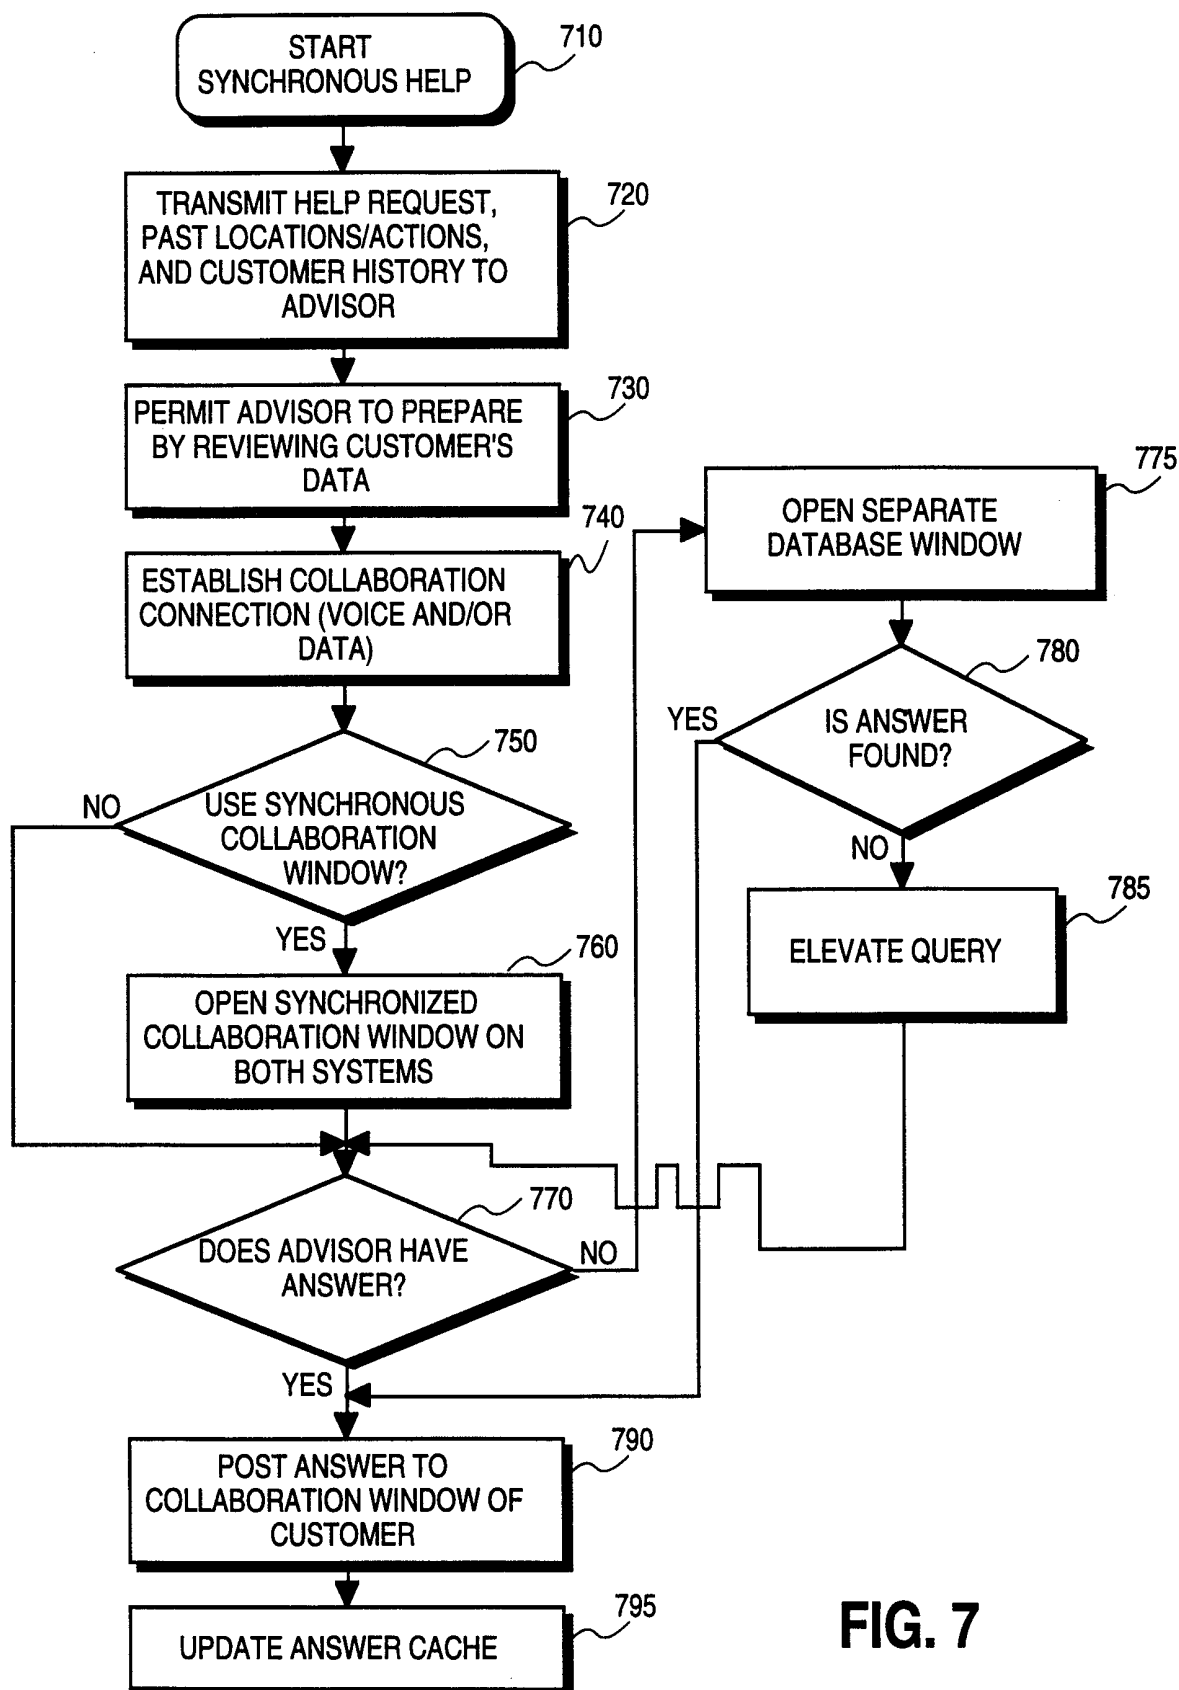 START
SYNCHRONOUS HELP
710
TRANSMIT HELP REQUEST,
PAST LOCATIONS/ACTIONS,
AND CUSTOMER HISTORY TO
ADVISOR
720
PERMIT ADVISOR TO PREPARE
BY REVIEWING CUSTOMER'S
DATA
730
ESTABLISH COLLABORATION
CONNECTION (VOICE AND/OR
DATA)
740
USE SYNCHRONOUS
COLLABORATION
WINDOW?
750
NO
YES
OPEN SYNCHRONIZED
COLLABORATION WINDOW ON
BOTH SYSTEMS
760
DOES ADVISOR HAVE
ANSWER?
770
NO
YES
OPEN SEPARATE
DATABASE WINDOW
775
IS ANSWER
FOUND?
780
YES
NO
ELEVATE QUERY
785
POST ANSWER TO
COLLABORATION WINDOW OF
CUSTOMER
790
UPDATE ANSWER CACHE
795
FIG. 7